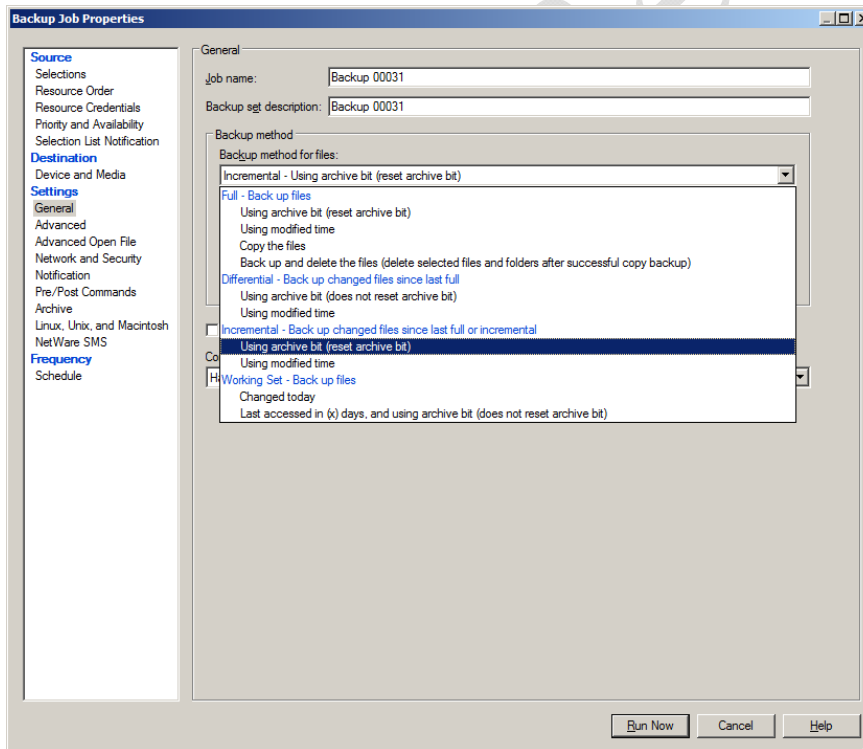 Backup Job Properties
Source
Selections
Resource Order
Resource Credentials
Priority and Availability
Selection List Notification
Destination
Device and Media
Settings
General
Advanced
Advanced Open File
Network and Security
Notification
Pre/Post Commands
Archive
Linux, Unix, and Macintosh
NetWare SMS
Frequency
Schedule
General
Job name: Backup 00031
Backup set description: Backup 00031
Backup method
Backup method for files:
Incremental - Using archive bit (reset archive bit)
Full - Back up files
Using archive bit (reset archive bit)
Using modified time
Copy the files
Back up and delete the files (delete selected files and folders after successful copy backup)
Differential - Back up changed files since last full
Using archive bit (does not reset archive bit)
Using modified time
Incremental - Back up changed files since last full or incremental
Using archive bit (reset archive bit)
Using modified time
Working Set - Back up files
Changed today
Last accessed in (x) days, and using archive bit (does not reset archive bit)
Run Now Cancel Help